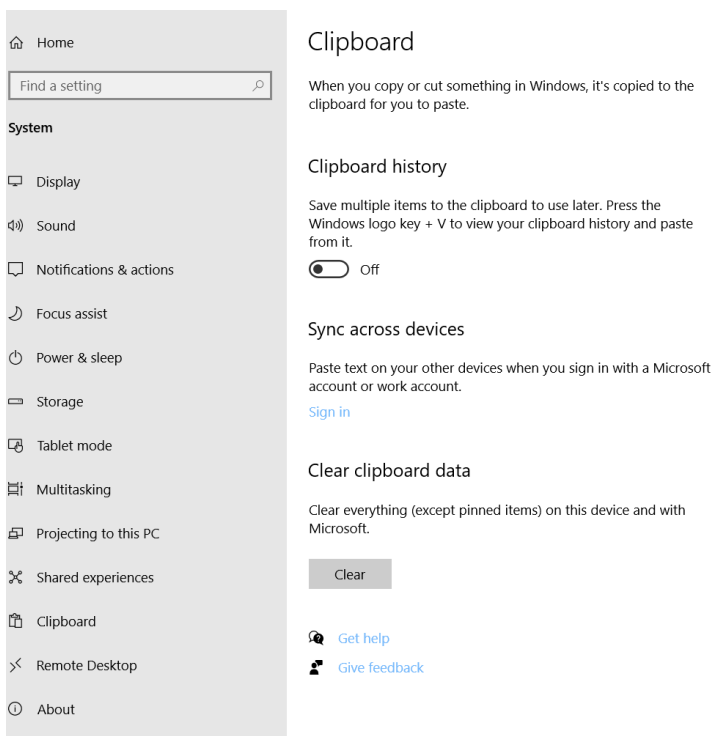 Home
Find a setting
System
Display
Sound
Notifications & actions
Focus assist
Power & sleep
Storage
Tablet mode
Multitasking
Projecting to this PC
Shared experiences
Clipboard
Remote Desktop
About
Clipboard
When you copy or cut something in Windows, it's copied to the
clipboard for you to paste.
Clipboard history
Save multiple items to the clipboard to use later. Press the
Windows logo key + V to view your clipboard history and paste
from it.
Off
Sync across devices
Paste text on your other devices when you sign in with a Microsoft
account or work account.
Sign in
Clear clipboard data
Clear everything (except pinned items) on this device and with
Microsoft.
Clear
Get help
Give feedback